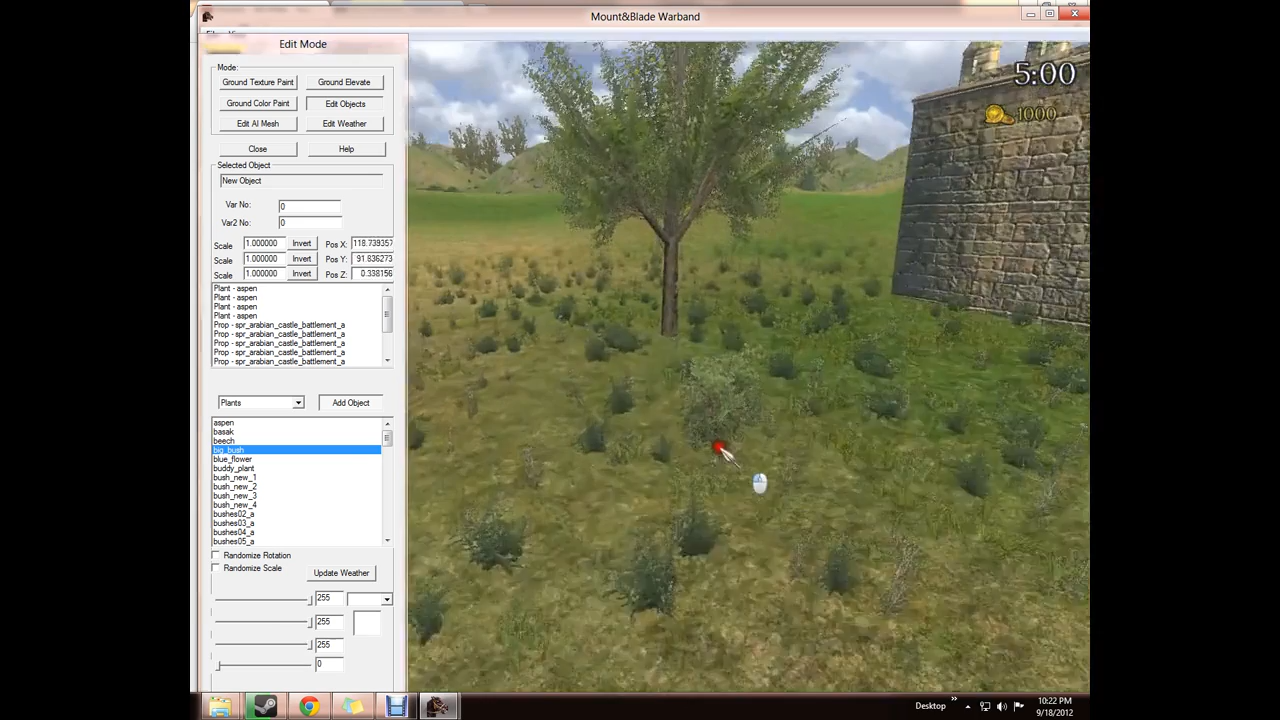 Mount&Blade Warband
Edit Mode
5:00
1000
Mode:
Ground Texture Paint Ground Elevate
Ground Color Paint Edit Objects
Edit AI Mesh Edit Weather
Close Help
Selected Object
New Object
Var No: 0
Var2 No: 0
Scale 1.000000 Invert Pos X: 118.739357
Scale 1.000000 Invert Pos Y: 91.836273
Scale 1.000000 Invert Pos Z: 0.338156
Plant - aspen
Plant - aspen
Plant - aspen
Plant - aspen
Prop - spr_arabian_castle_battlement_a
Prop - spr_arabian_castle_battlement_a
Prop - spr_arabian_castle_battlement_a
Prop - spr_arabian_castle_battlement_a
Prop - spr_arabian_castle_battlement_a
Plants Add Object
aspen
basak
beech
big_bush
blue_flower
buddy_plant
bush_new_1
bush_new_2
bush_new_3
bush_new_4
bushes02_a
bushes03_a
bushes04_a
bushes05_a
Randomize Rotation
Randomize Scale Update Weather
255
255
255
0
Desktop 10:22 PM
9/18/2012